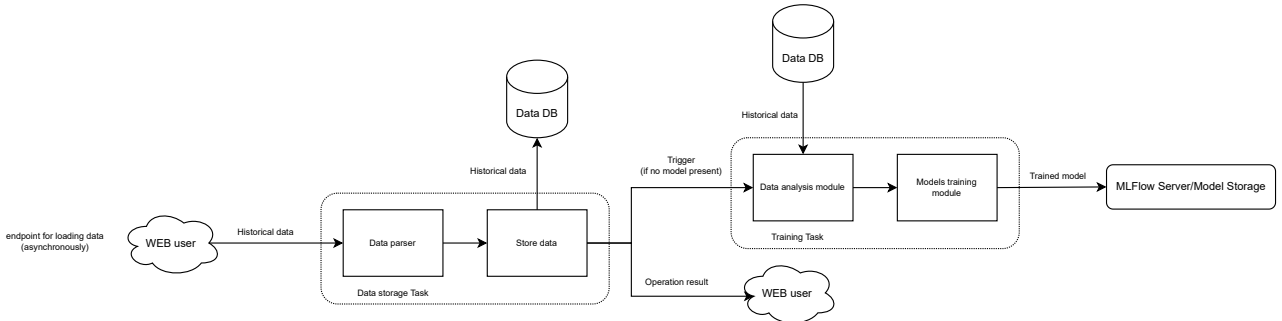 Data DB
Historical data
Data DB
Historical data
Trigger
(if no model present)
Data analysis module
Models training
module
Trained model
MLFlow Server/Model Storage
Training Task
endpoint for loading data
(asynchronously)
WEB user
Historical data
Data parser
Store data
Data storage Task
Operation result
WEB user